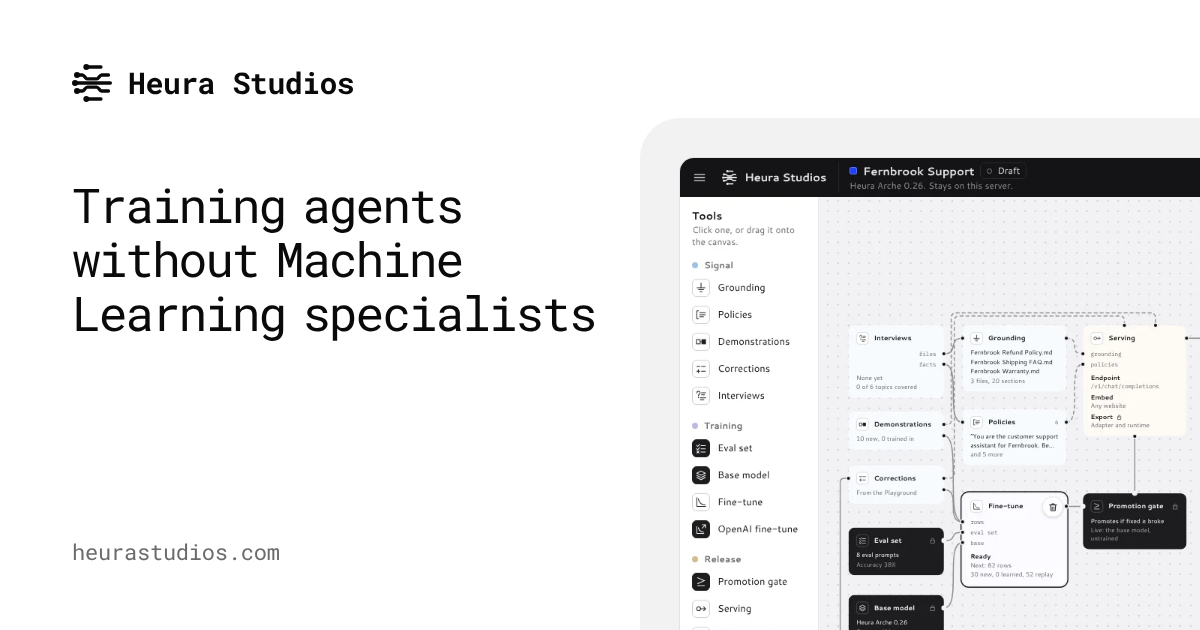 Heura Studios
Training agents
without Machine
Learning specialists
heurastudios.com
Heura Studios
Fernbrook Support
Draft
Heura Arche 0.26. Stays on this server.
Tools
Click one, or drag it onto
the canvas.
Signal
Grounding
Policies
Demonstrations
Corrections
Interviews
Training
Eval set
Base model
Fine-tune
OpenAI fine-tune
Release
Promotion gate
Serving
Interviews
files
facts
None yet
0 of 6 topics covered
Demonstrations
10 new, 0 trained in
Corrections
From the Playground
Eval set
8 eval prompts
Accuracy 38%
Base model
Heura Arche 0.26
Grounding
Fernbrook Refund Policy.md
Fernbrook Shipping FAQ.md
Fernbrook Warranty.md
3 files, 20 sections
Policies
6
"You are the customer support
assistant for Fernbrook. Be...
and 5 more
Fine-tune
rows
eval set
base
Ready
Next: 82 rows
30 new, 0 learned, 52 replay
Serving
grounding
policies
Endpoint
/v1/chat/completions
Embed
Any website
Export
Adapter and runtime
Promotion gate
Promotes if fixed ≥ broke
Live: the base model,
untrained